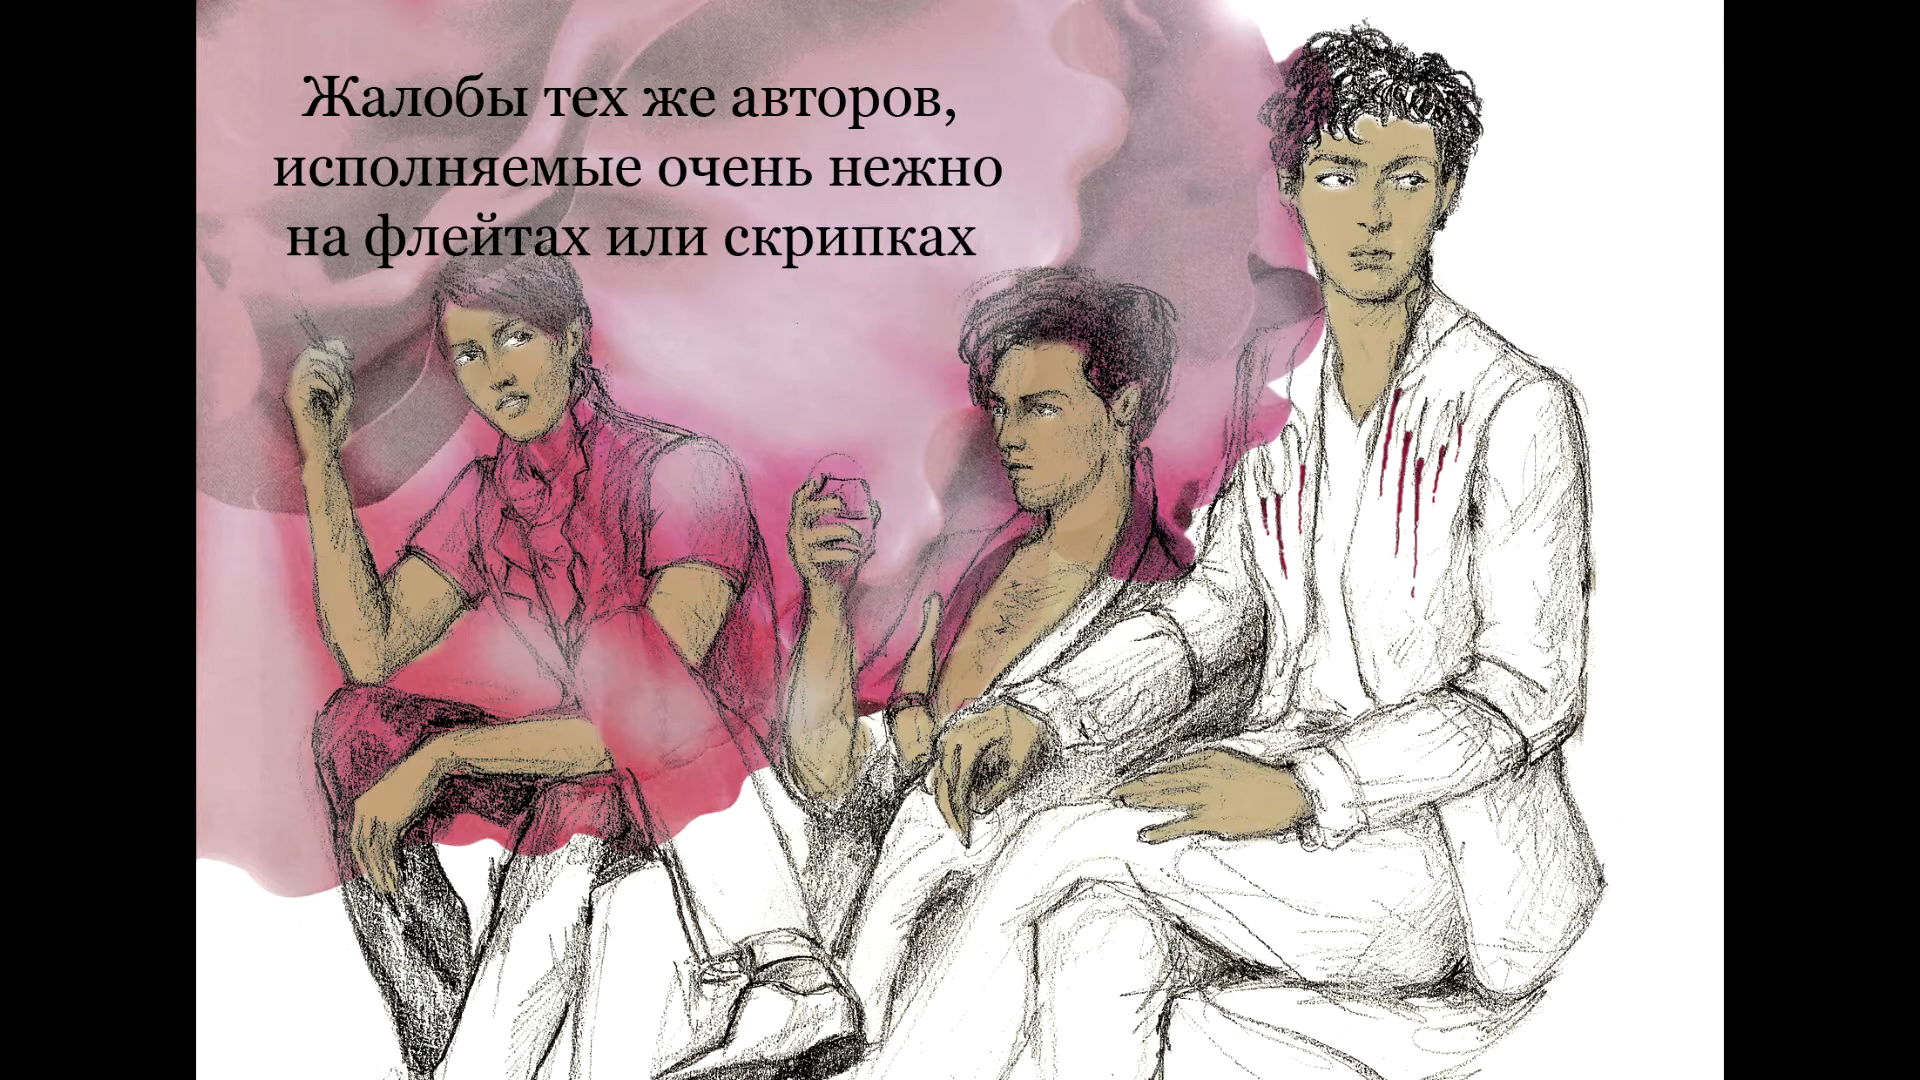 Жалобы тех же авторов,
исполняемые очень нежно
на флейтах или скрипках